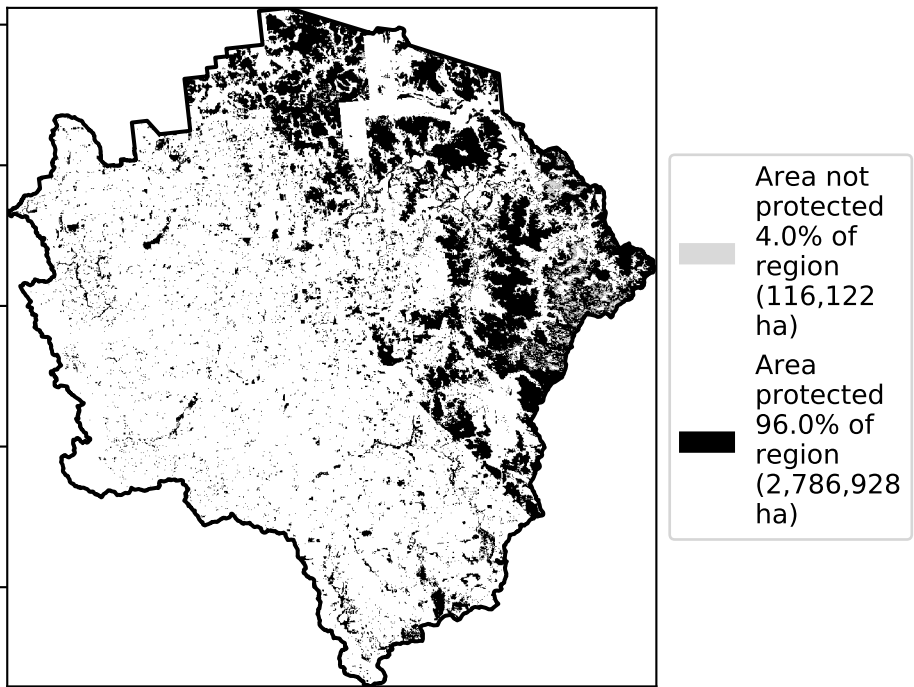 Area not
protected
4.0% of
region
(116,122
ha)
Area
protected
96.0% of
region
(2,786,928
ha)